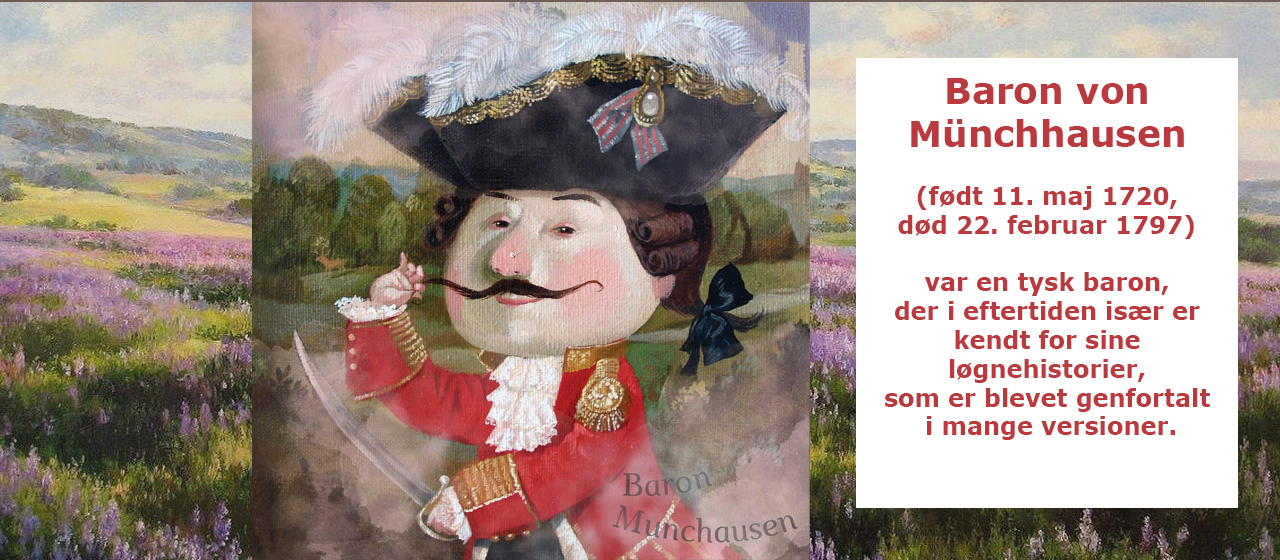 Baron
Munchausen
Baron von
Münchhausen
(født 11. maj 1720,
død 22. februar 1797)
var en tysk baron,
der i eftertiden især er
kendt for sine
løgnehistorier,
som er blevet genfortalt
i mange versioner.